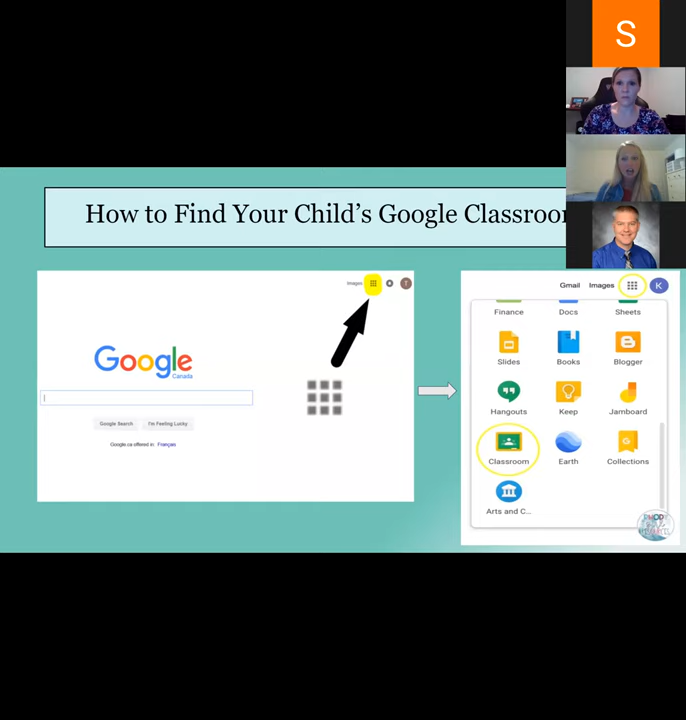 S
How to Find Your Child's Google Classroo
Images
T
Google
Canada
Google Search
I'm Feeling Lucky
Google.ca offered in: Français
Gmail
Images
K
Finance
Docs
Sheets
Slides
Books
Blogger
Hangouts
Keep
Jamboard
Classroom
Earth
Collections
Arts and C...